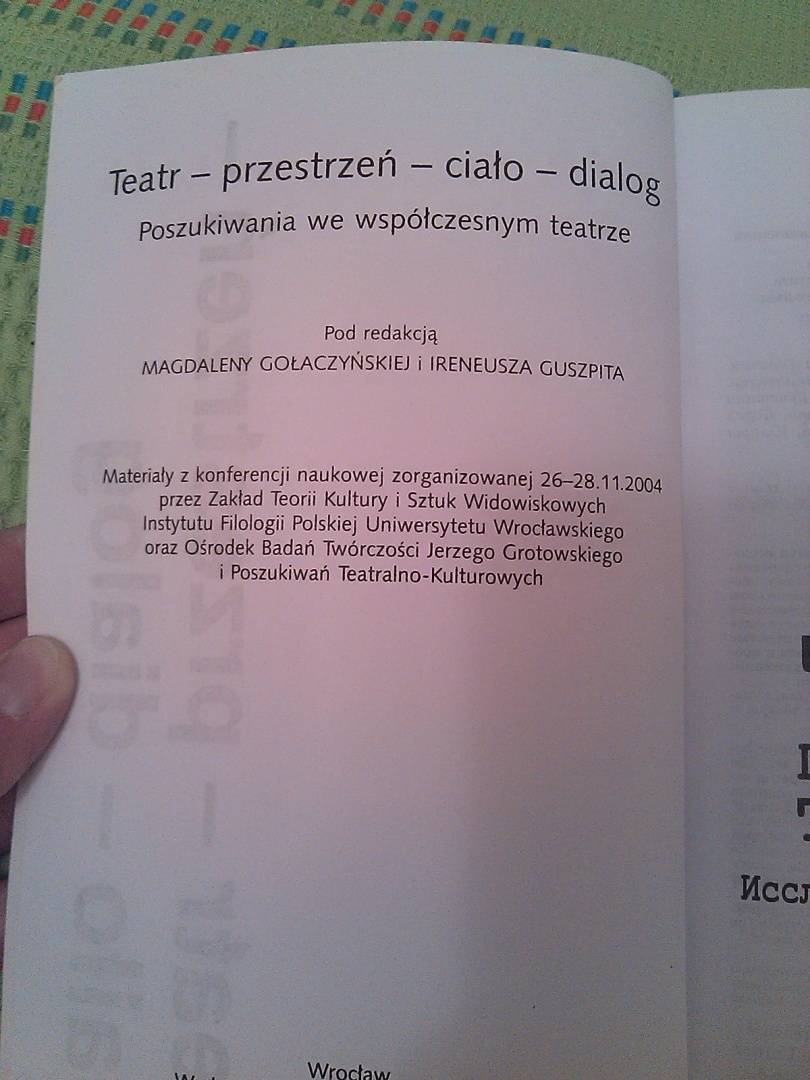 Teatr – przestrzeń – ciało – dialog
Poszukiwania we współczesnym teatrze
Pod redakcją
MAGDALENY GOŁACZYŃSKIEJ i IRENEUSZA GUSZPITA
Materiały z konferencji naukowej zorganizowanej 26–28.11.2004
przez Zakład Teorii Kultury i Sztuk Widowiskowych
Instytutu Filologii Polskiej Uniwersytetu Wrocławskiego
oraz Ośrodek Badań Twórczości Jerzego Grotowskiego
i Poszukiwań Teatralno-Kulturowych
Wrocław